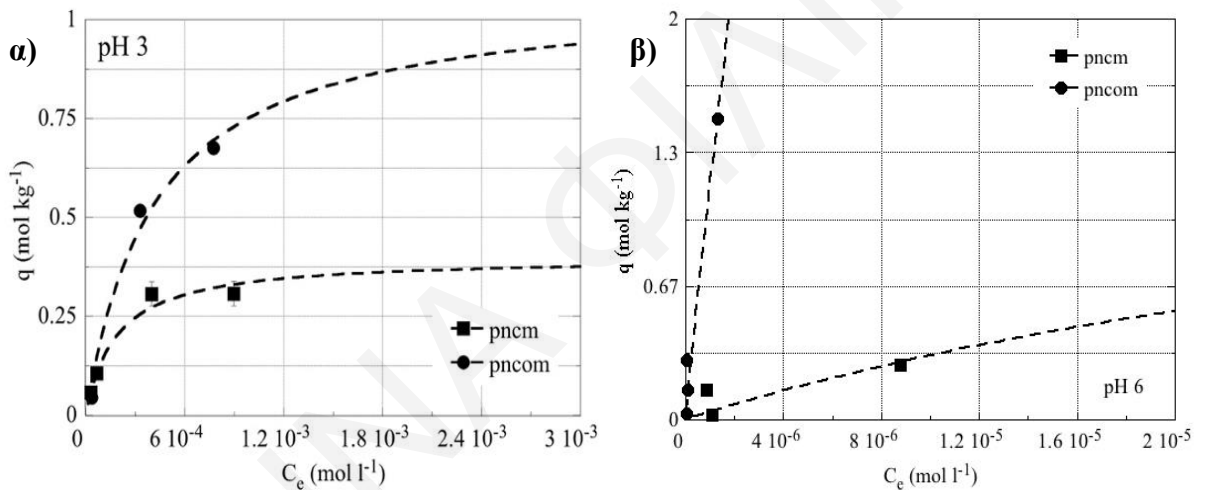 α)
pH 3
q (mol kg⁻¹)
1
0.75
0.5
0.25
0
pncm
pncom
0
6 10⁻⁴
1.2 10⁻³
1.8 10⁻³
2.4 10⁻³
3 10⁻³
Cₑ (mol l⁻¹)
β)
q (mol kg⁻¹)
2
1.3
0.67
0
pncm
pncom
pH 6
0
4 10⁻⁶
8 10⁻⁶
1.2 10⁻⁵
1.6 10⁻⁵
2 10⁻⁵
Cₑ (mol l⁻¹)